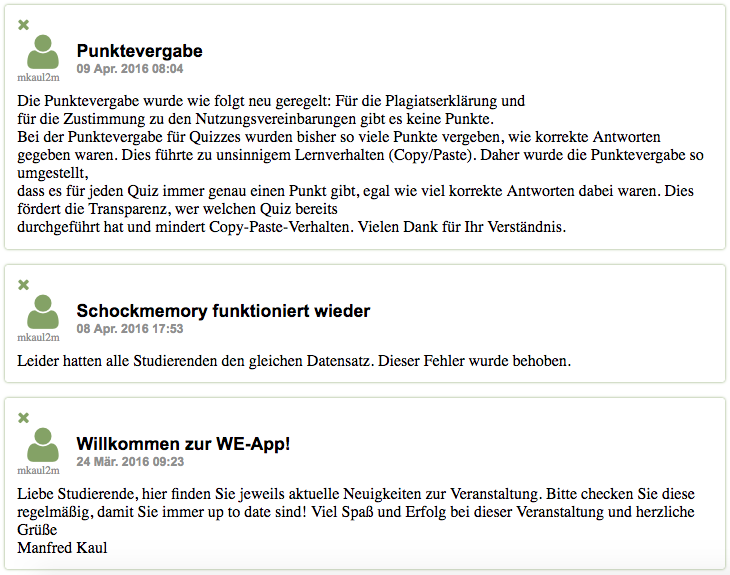 Punktevergabe
09 Apr. 2016 08:04
mkaul2m
Die Punktevergabe wurde wie folgt neu geregelt: Für die Plagiatserklärung und
für die Zustimmung zu den Nutzungsvereinbarungen gibt es keine Punkte.
Bei der Punktevergabe für Quizzes wurden bisher so viele Punkte vergeben, wie korrekte Antworten
gegeben waren. Dies führte zu unsinnigem Lernverhalten (Copy/Paste). Daher wurde die Punktevergabe so
umgestellt,
dass es für jeden Quiz immer genau einen Punkt gibt, egal wie viel korrekte Antworten dabei waren. Dies
fördert die Transparenz, wer welchen Quiz bereits
durchgeführt hat und mindert Copy-Paste-Verhalten. Vielen Dank für Ihr Verständnis.
Schockmemory funktioniert wieder
08 Apr. 2016 17:53
mkaul2m
Leider hatten alle Studierenden den gleichen Datensatz. Dieser Fehler wurde behoben.
Willkommen zur WE-App!
24 Mär. 2016 09:23
mkaul2m
Liebe Studierende, hier finden Sie jeweils aktuelle Neuigkeiten zur Veranstaltung. Bitte checken Sie diese
regelmäßig, damit Sie immer up to date sind! Viel Spaß und Erfolg bei dieser Veranstaltung und herzliche
Grüße
Manfred Kaul